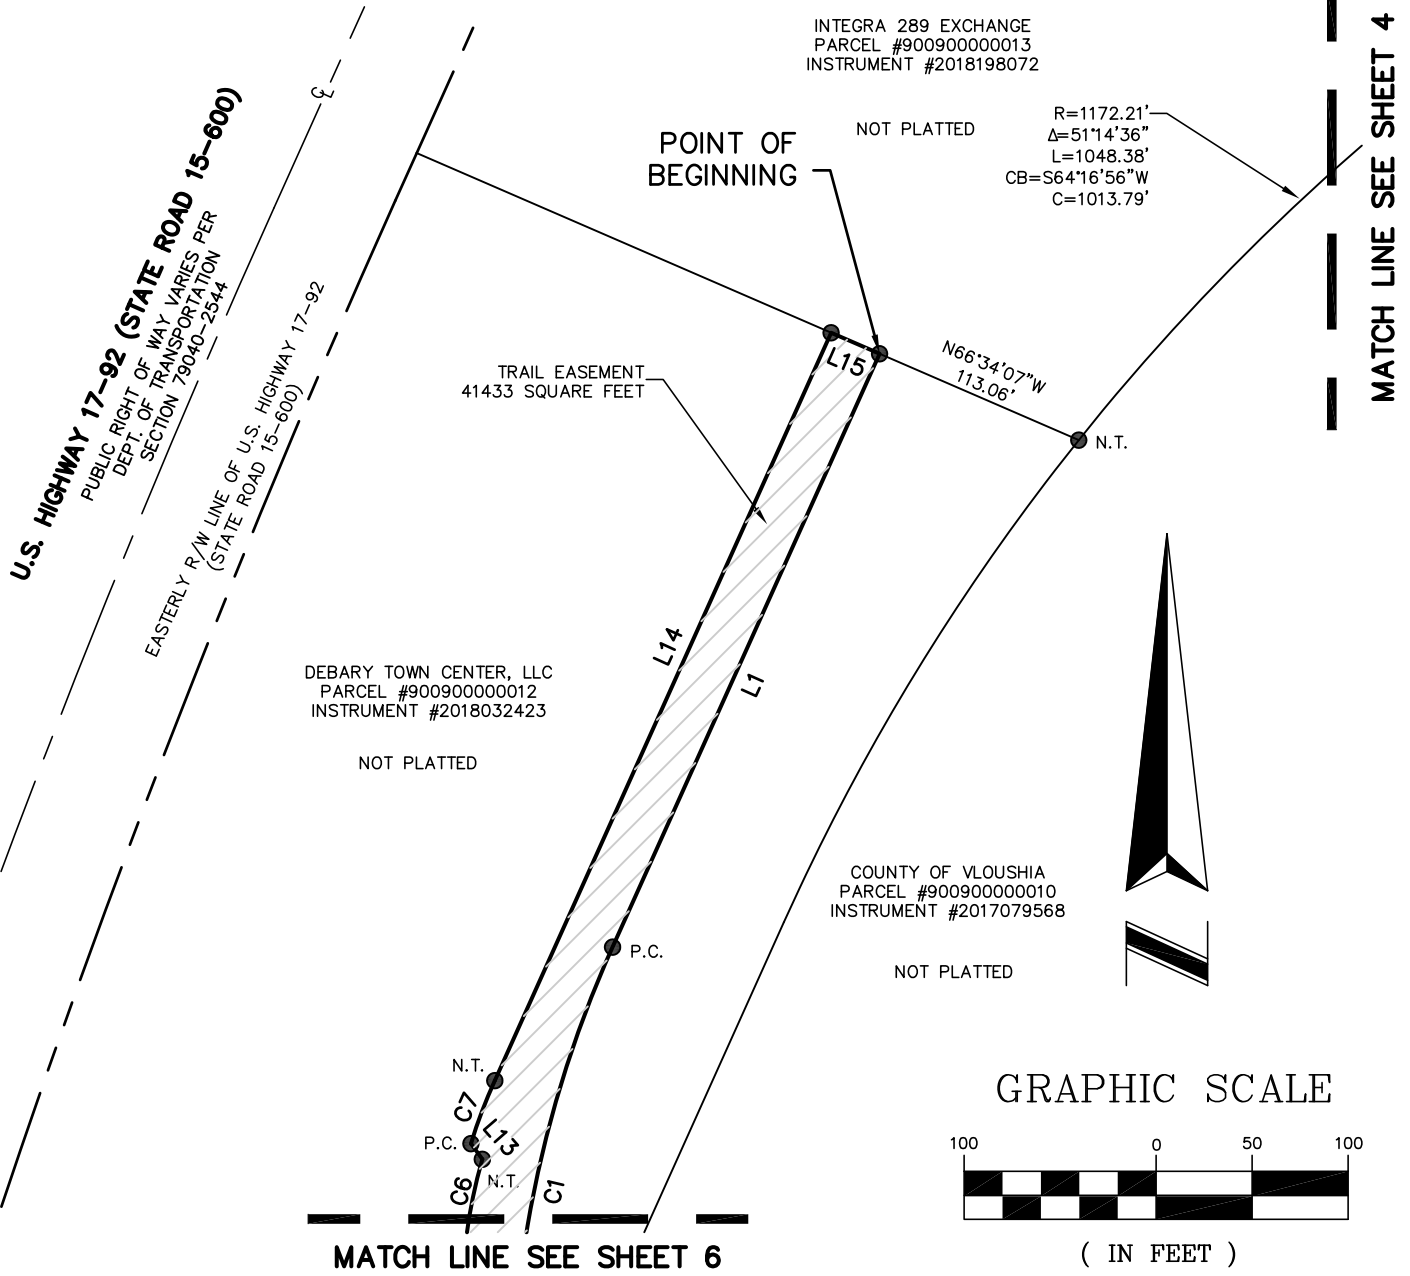 INTEGRA 289 EXCHANGE
PARCEL #900900000013
INSTRUMENT #2018198072
NOT PLATTED
MATCH LINE SEE SHEET 4
R=1172.21'
Δ=51°14'36"
L=1048.38'
CB=S64°16'56"W
C=1013.79'
POINT OF
BEGINNING
CL
U.S. HIGHWAY 17-92 (STATE ROAD 15-600)
PUBLIC RIGHT OF WAY VARIES PER
DEPT. OF TRANSPORTATION
SECTION 79040-2544
EASTERLY R/W LINE OF U.S. HIGHWAY 17-92
(STATE ROAD 15-600)
L15
N66°34'07"W
113.06'
N.T.
TRAIL EASEMENT
41433 SQUARE FEET
L14
L1
DEBARY TOWN CENTER, LLC
PARCEL #900900000012
INSTRUMENT #2018032423
NOT PLATTED
COUNTY OF VLOUSHIA
PARCEL #900900000010
INSTRUMENT #2017079568
NOT PLATTED
P.C.
N.T.
C7
L13
P.C.
N.T.
C6
C1
MATCH LINE SEE SHEET 6
GRAPHIC SCALE
100 0 50 100
( IN FEET )